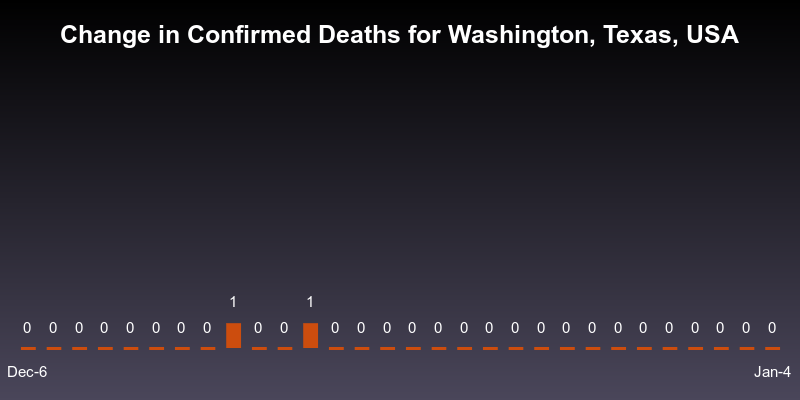 Change in Confirmed Deaths for Washington, Texas, USA
1 1
0 0 0 0 0 0 0 0 0 0 0 0 0 0 0 0 0 0 0 0 0 0 0 0 0 0 0 0
Dec-6 Jan-4